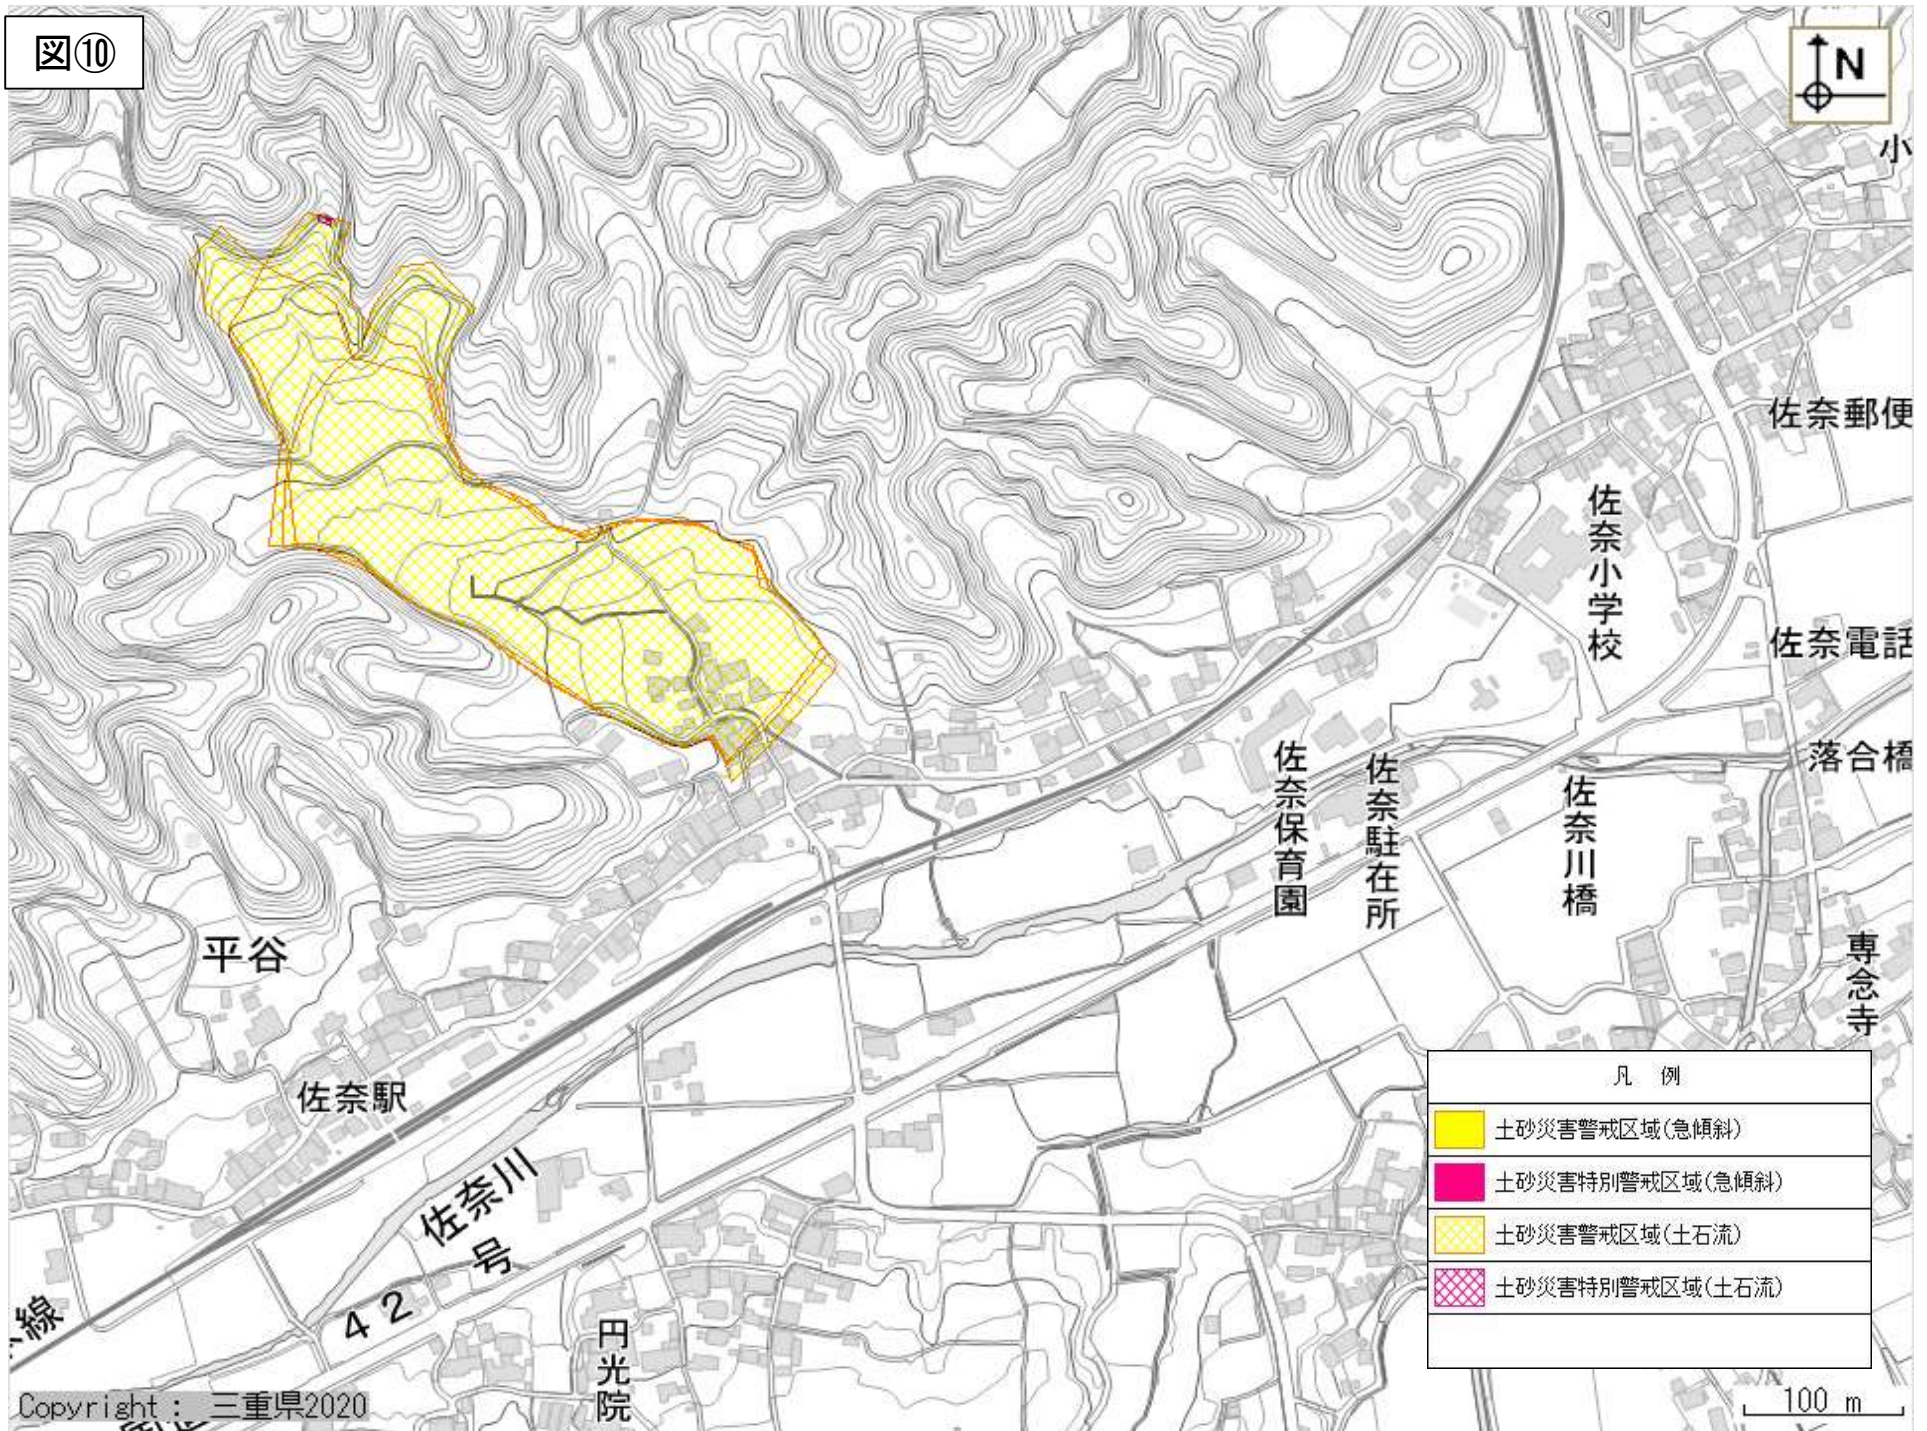 図⑩
N
小
佐奈郵便
佐奈小学校
佐奈電話
落合橋
佐奈保育園
佐奈駐在所
佐奈川橋
専念寺
平谷
佐奈駅
佐奈川
42号
線
円光院
凡 例
土砂災害警戒区域(急傾斜)
土砂災害特別警戒区域(急傾斜)
土砂災害警戒区域(土石流)
土砂災害特別警戒区域(土石流)
Copyright : 三重県2020
100 m